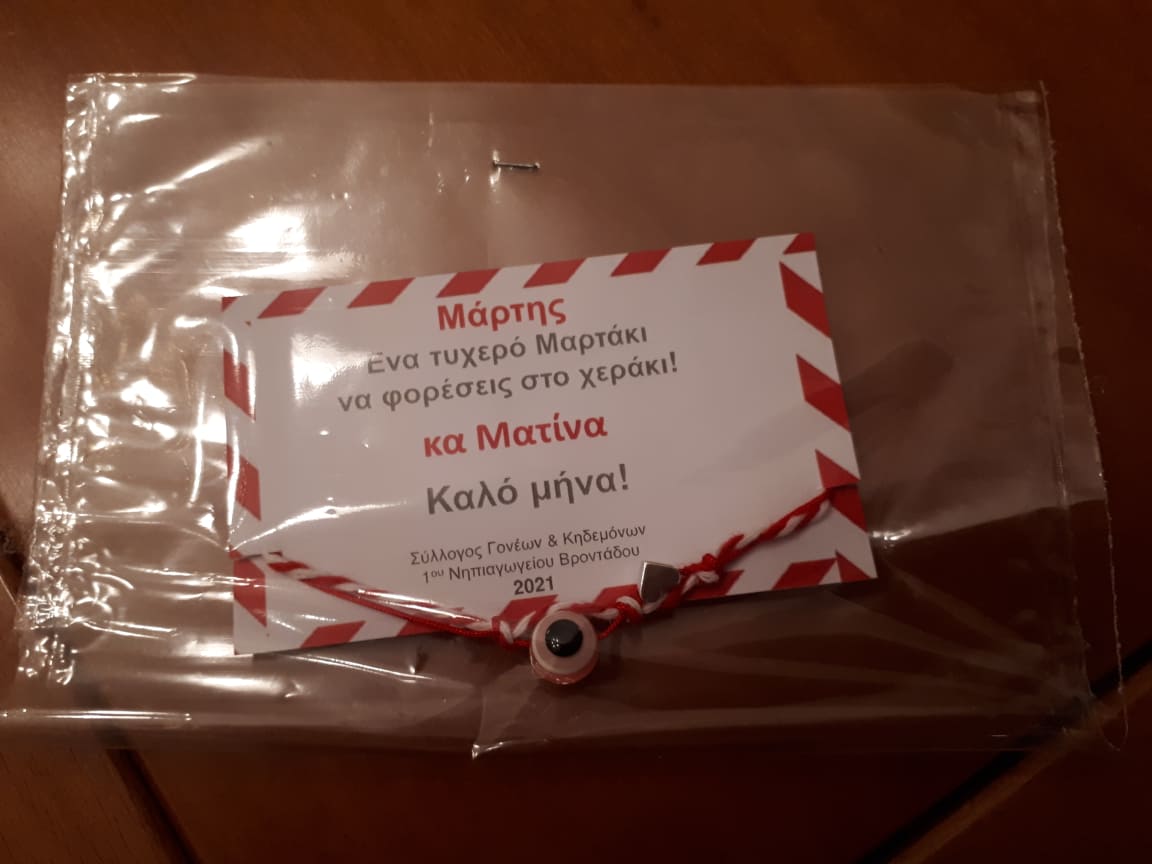 Μάρτης
Ένα τυχερό Μαρτάκι
να φορέσεις στο χεράκι!
κα Ματίνα
Καλό μήνα!
Σύλλογος Γονέων & Κηδεμόνων
1ου Νηπιαγωγείου Βροντάδου
2021